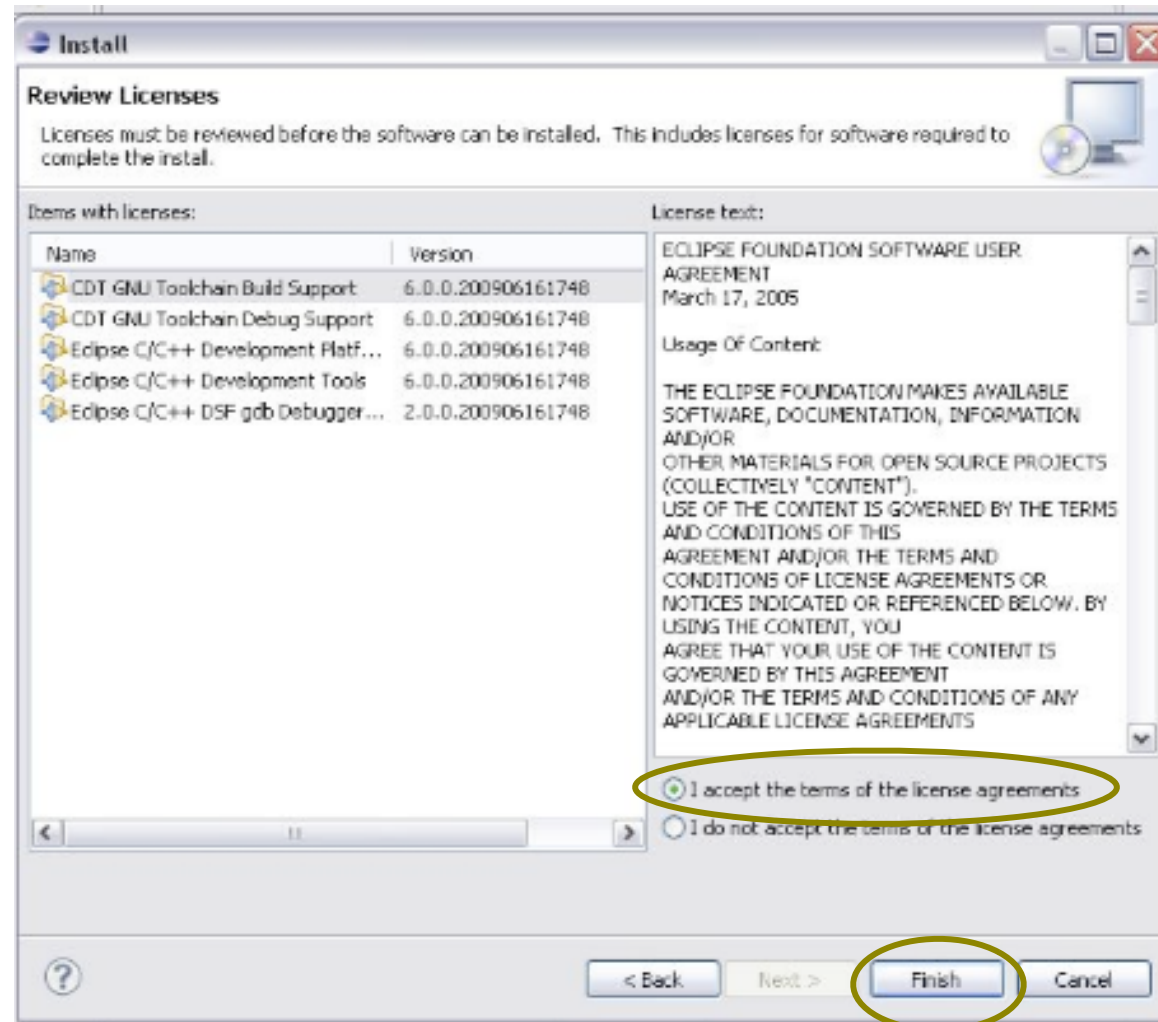 Install
Review Licenses
Licenses must be reviewed before the software can be installed. This includes licenses for software required to
complete the install.
Items with licenses:
Name Version
CDT GNU Toolchain Build Support 6.0.0.200906161748
CDT GNU Toolchain Debug Support 6.0.0.200906161748
Eclipse C/C++ Development Platf... 6.0.0.200906161748
Eclipse C/C++ Development Tools 6.0.0.200906161748
Eclipse C/C++ DSF gdb Debugger... 2.0.0.200906161748
License text:
ECLIPSE FOUNDATION SOFTWARE USER
AGREEMENT
March 17, 2005
Usage Of Content
THE ECLIPSE FOUNDATION MAKES AVAILABLE
SOFTWARE, DOCUMENTATION, INFORMATION
AND/OR
OTHER MATERIALS FOR OPEN SOURCE PROJECTS
(COLLECTIVELY "CONTENT").
USE OF THE CONTENT IS GOVERNED BY THE TERMS
AND CONDITIONS OF THIS
AGREEMENT AND/OR THE TERMS AND
CONDITIONS OF LICENSE AGREEMENTS OR
NOTICES INDICATED OR REFERENCED BELOW. BY
USING THE CONTENT, YOU
AGREE THAT YOUR USE OF THE CONTENT IS
GOVERNED BY THIS AGREEMENT
AND/OR THE TERMS AND CONDITIONS OF ANY
APPLICABLE LICENSE AGREEMENTS
I accept the terms of the license agreements
I do not accept the terms of the license agreements
? < Back Next > Finish Cancel